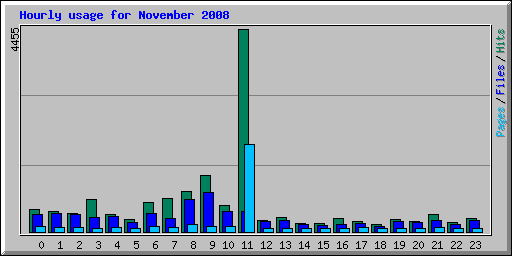 Hourly usage for November 2008
4455
Pages/Files/Hits
0 1 2 3 4 5 6 7 8 9 10 11 12 13 14 15 16 17 18 19 20 21 22 23